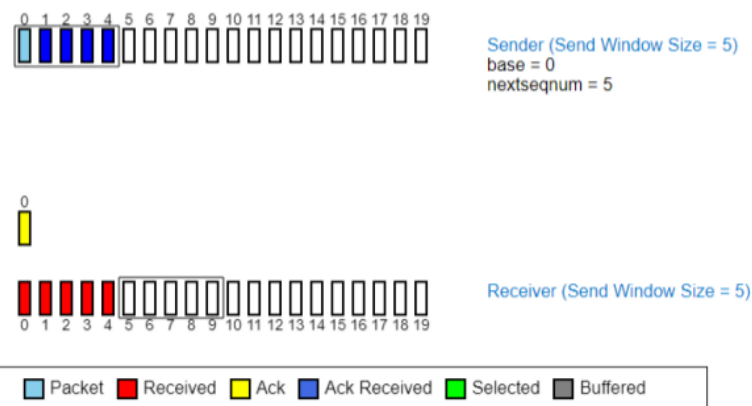 0 1 2 3 4 5 6 7 8 9 10 11 12 13 14 15 16 17 18 19
Sender (Send Window Size = 5)
base = 0
nextseqnum = 5
0
Receiver (Send Window Size = 5)
0 1 2 3 4 5 6 7 8 9 10 11 12 13 14 15 16 17 18 19
Packet Received Ack Ack Received Selected Buffered